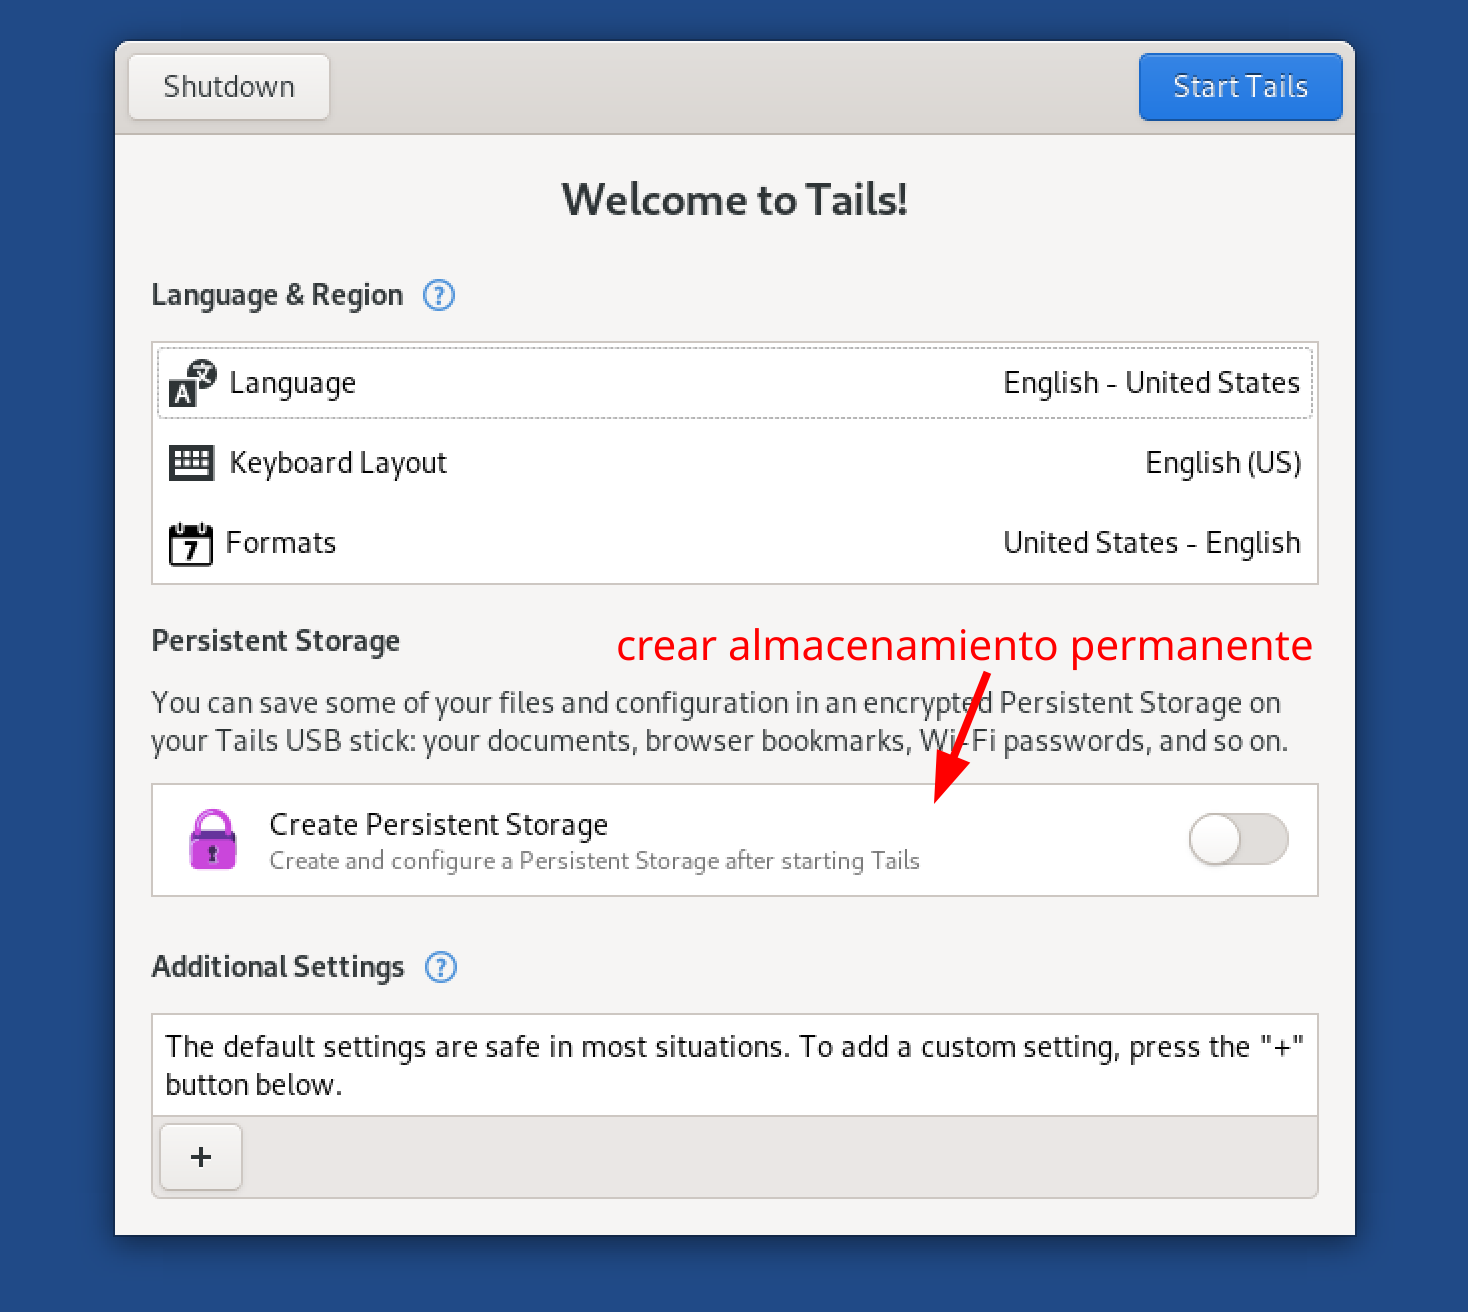 Shutdown
Start Tails
Welcome to Tails!
Language & Region ?
Language English - United States
Keyboard Layout English (US)
7 Formats United States - English
Persistent Storage
crear almacenamiento permanente
You can save some of your files and configuration in an encrypted Persistent Storage on
your Tails USB stick: your documents, browser bookmarks, Wi-Fi passwords, and so on.
Create Persistent Storage
Create and configure a Persistent Storage after starting Tails
Additional Settings ?
The default settings are safe in most situations. To add a custom setting, press the "+"
button below.
+